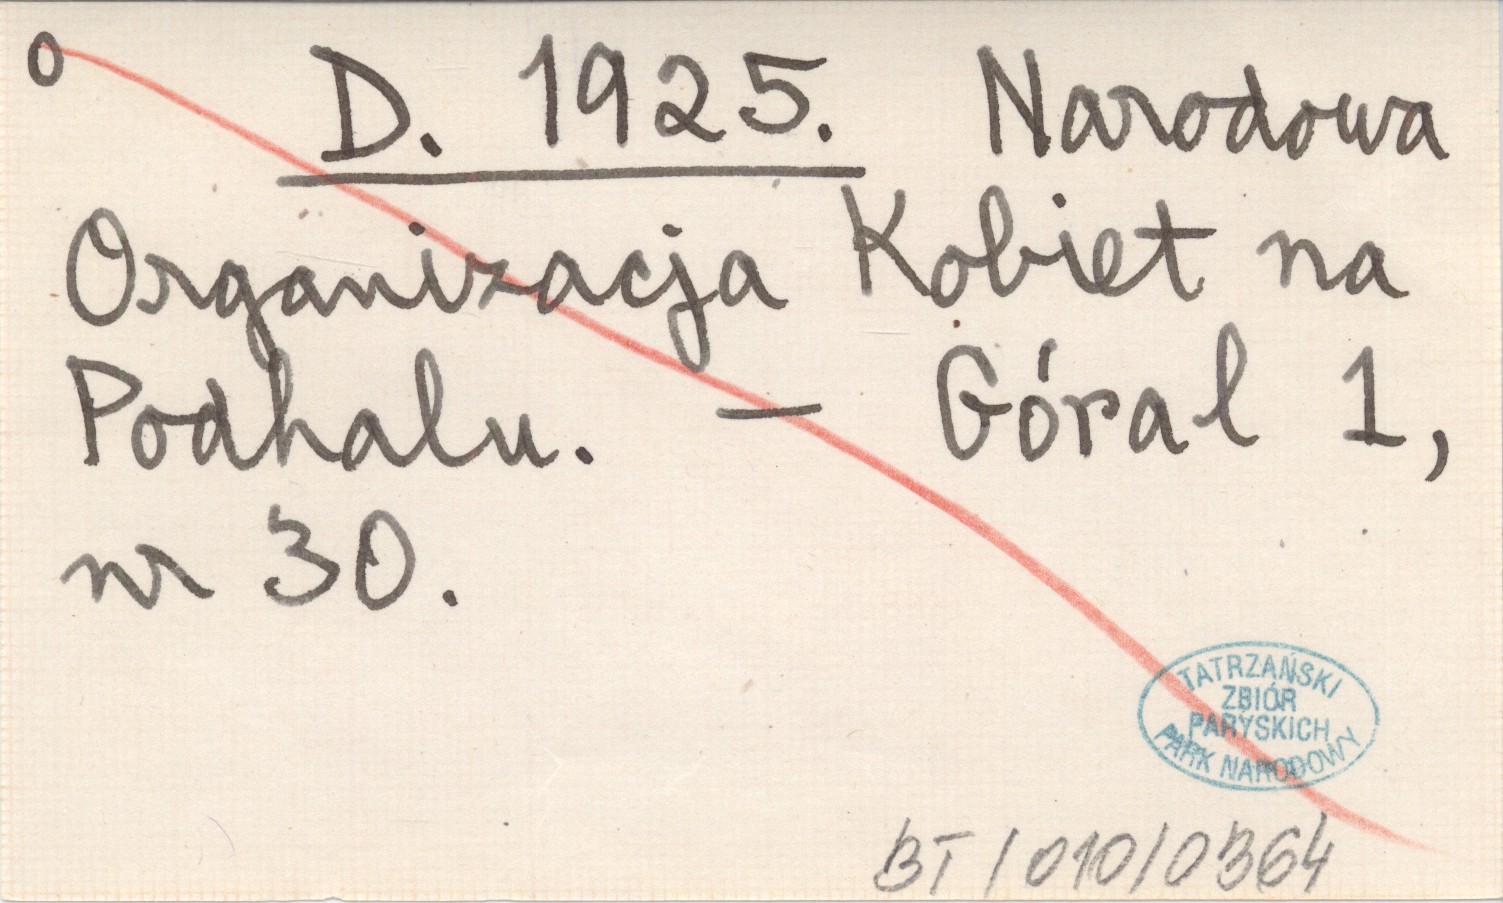 o D. 1925. Narodowa
Organizacja Kobiet na
Podhalu. — Góral 1,
nr 30.
TATRZAŃSKI
ZBIÓR
PARYSKICH
PARK NARODOWY
BT/010/0364